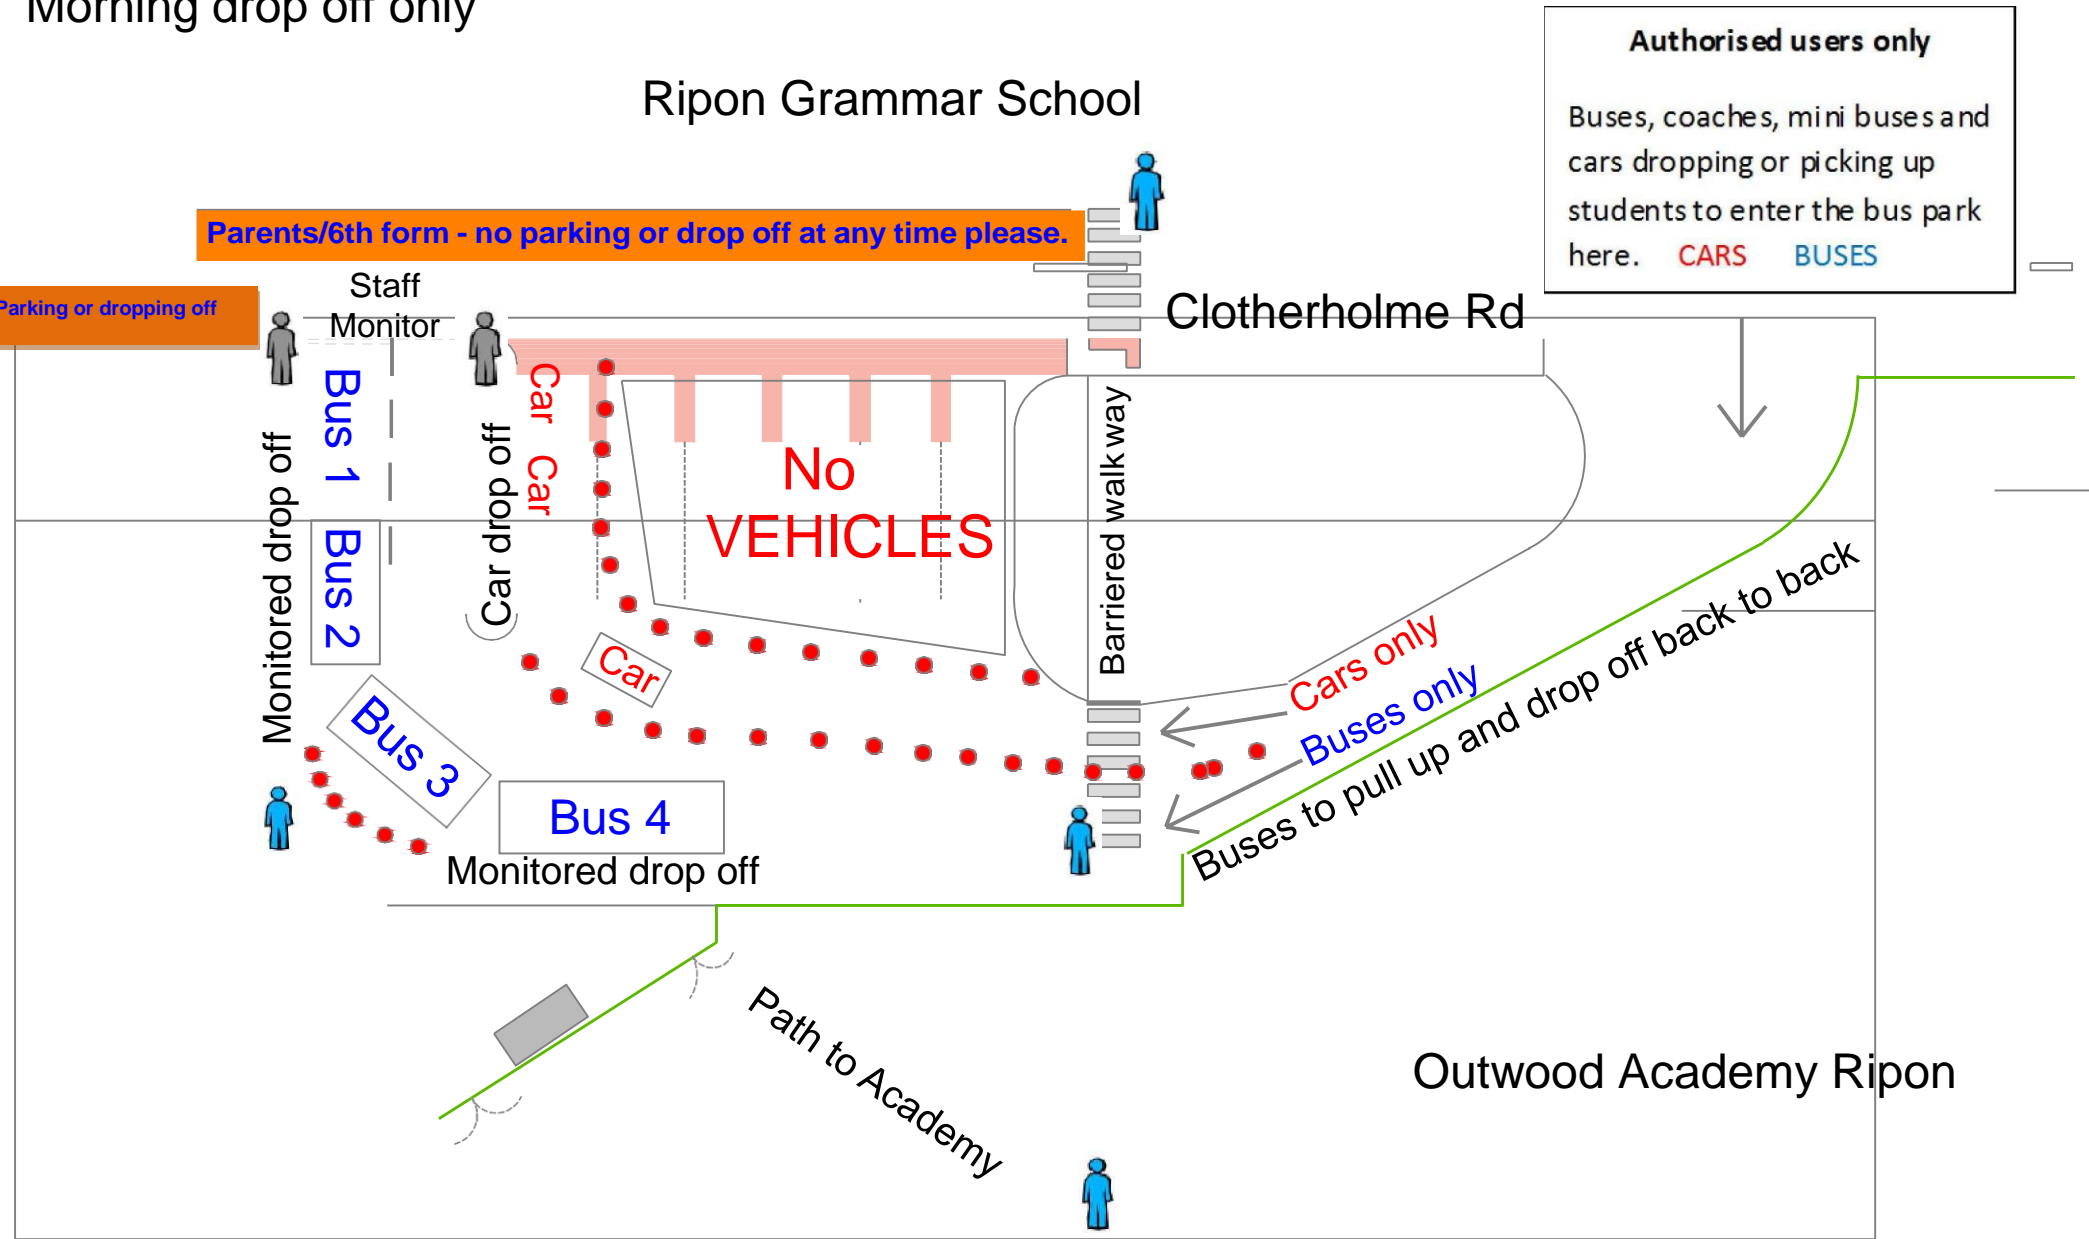 Morning drop off only
Authorised users only
Buses, coaches, mini buses and
cars dropping or picking up
students to enter the bus park
here. CARS BUSES
Ripon Grammar School
Parents/6th form - no parking or drop off at any time please.
Staff
Monitor
Parking or dropping off
Clotherholme Rd
Bus 1
Bus 2
Monitored drop off
Car drop off
Car
Car
No
VEHICLES
Barriered walkway
Car
Cars only
Buses only
Buses to pull up and drop off back to back
Bus 3
Bus 4
Monitored drop off
Path to Academy
Outwood Academy Ripon